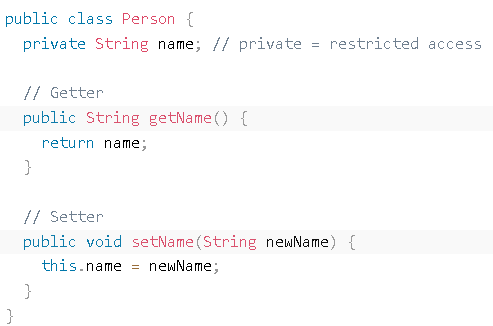 public class Person {
private String name; // private = restricted access
// Getter
public String getName() {
return name;
}
// Setter
public void setName(String newName) {
this.name = newName;
}
}